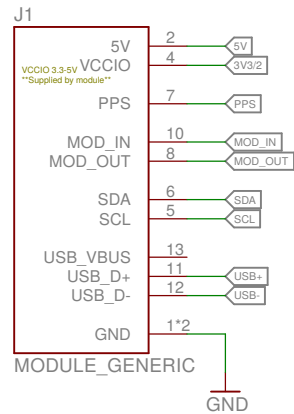 J1
5V 2 5V
VCCIO 4 3V3/2
VCCIO 3.3-5V
**Supplied by module**
PPS 7 PPS
MOD_IN 10 MOD_IN
MOD_OUT 8 MOD_OUT
SDA 6 SDA
SCL 5 SCL
USB_VBUS 13
USB_D+ 11 USB+
USB_D- 12 USB-
GND 1*2
MODULE_GENERIC
GND